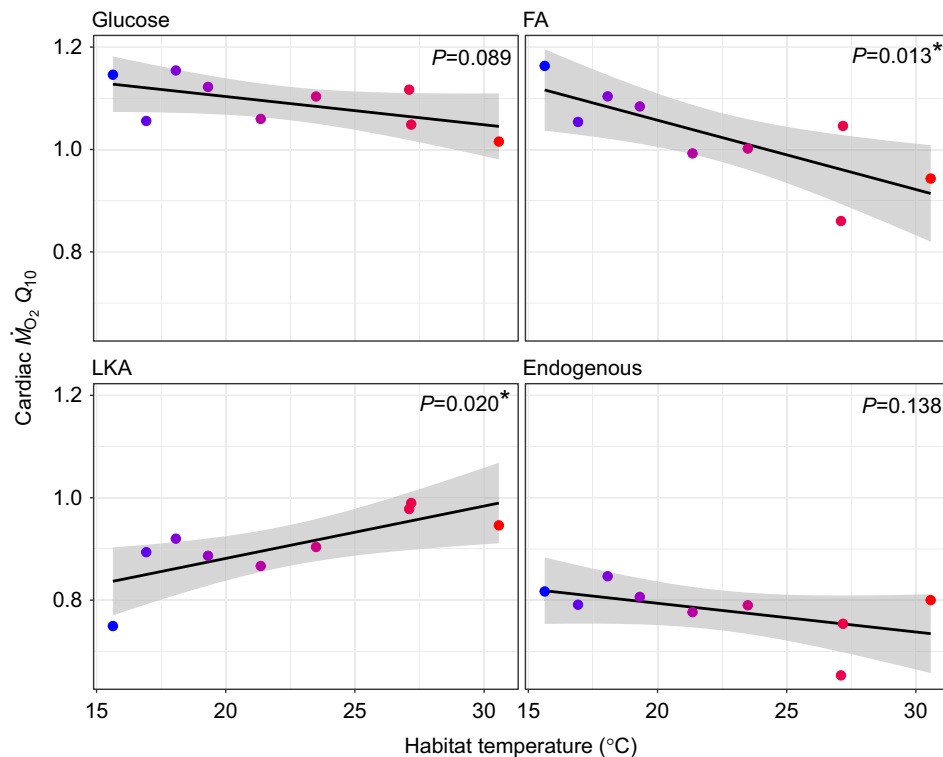 Glucose
FA
P=0.089
P=0.013*
1.2
1.0
0.8
LKA
Endogenous
P=0.020*
P=0.138
1.2
1.0
0.8
Cardiac Ṁ_O₂ Q₁₀
15 20 25 30 15 20 25 30
Habitat temperature (°C)